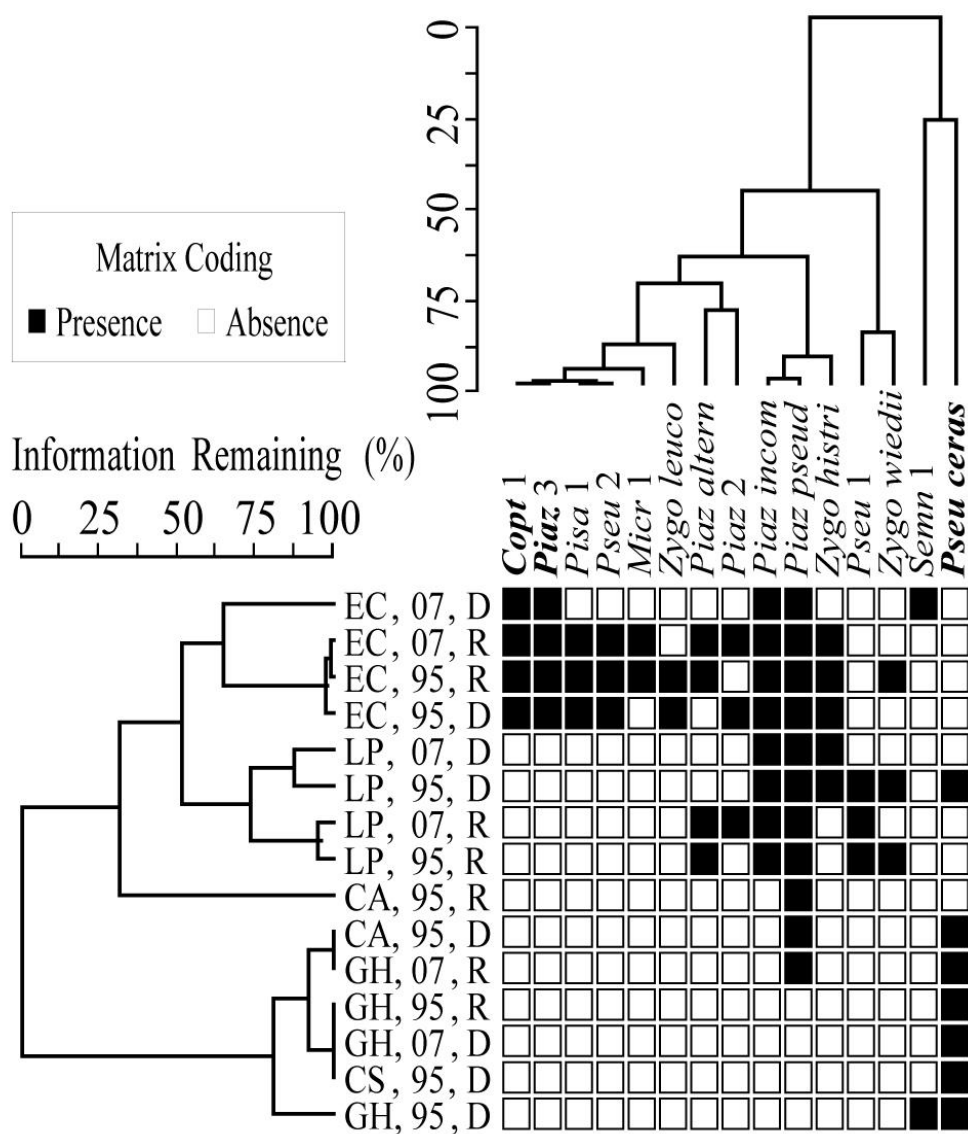 0
25
50
75
100
Matrix Coding
Presence Absence
Information Remaining (%)
0 25 50 75 100
Copt 1
Piaz 3
Pisa 1
Pseu 2
Micr 1
Zygo leuco
Piaz altern
Piaz 2
Piaz incom
Piaz pseud
Zygo histri
Pseu 1
Zygo wiedii
Semn 1
Pseu ceras
EC, 07, D
EC, 07, R
EC, 95, R
EC, 95, D
LP, 07, D
LP, 95, D
LP, 07, R
LP, 95, R
CA, 95, R
CA, 95, D
GH, 07, R
GH, 95, R
GH, 07, D
CS, 95, D
GH, 95, D